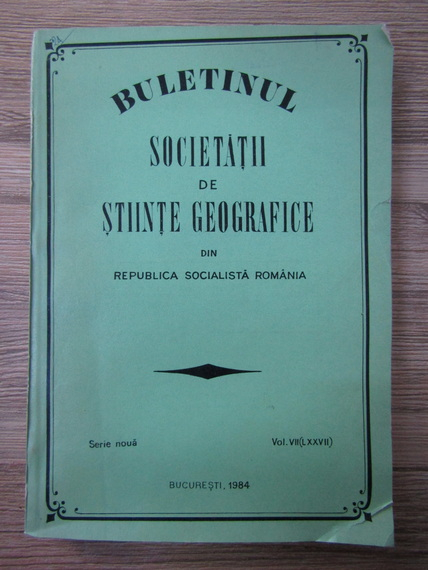 BULETINUL
SOCIETĂȚII
DE
ȘTIINȚE GEOGRAFICE
DIN
REPUBLICA SOCIALISTĂ ROMÂNIA
Serie nouă Vol. VII(LXXVII)
BUCUREȘTI, 1984